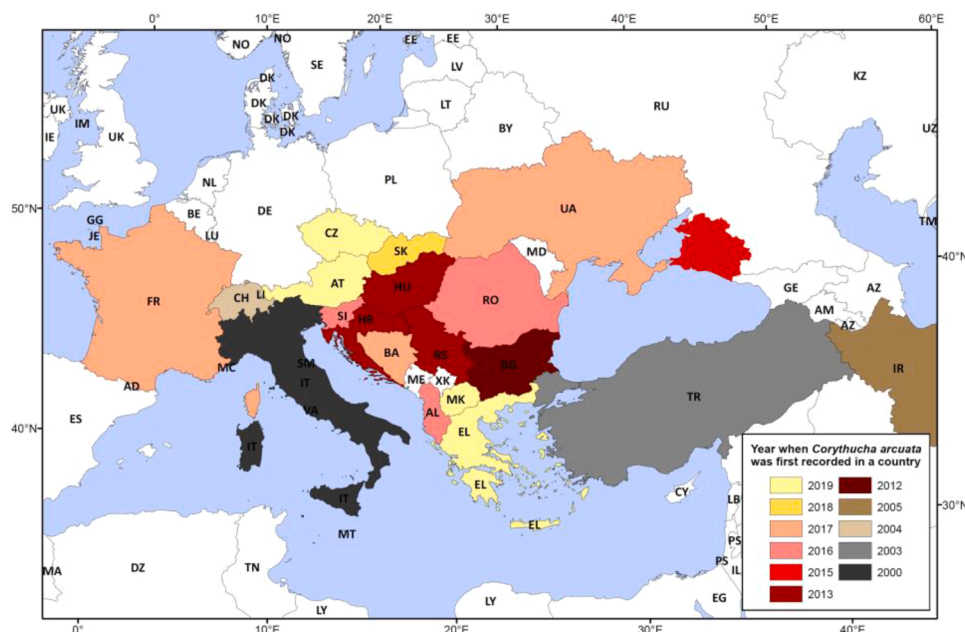 0° 10° 20° 30° 40° 50° 60°
NO NO EE EE
SE LV KZ
DK
UK DK LT RU
IE IM UK DK DK BY UZ
DK
NL PL
BE DE
50°N
GG LU CZ UA TM
JE SK MD 40°N
FR CH LI AT HU RO GE AZ
SI HR AM
AZ
MC SM BA RS BG IR
AD IT ME XK
ES VA MK TR
40°N AL
IT EL
EL CY LB
IT PS
MT EL PS IL
30°N
MA DZ TN LY LY EG
Year when Corythucha arcuata
was first recorded in a country
2019 2012
2018 2005
2017 2004
2016 2003
2015 2000
2013
0° 10°E 20°E 30°E 40°E